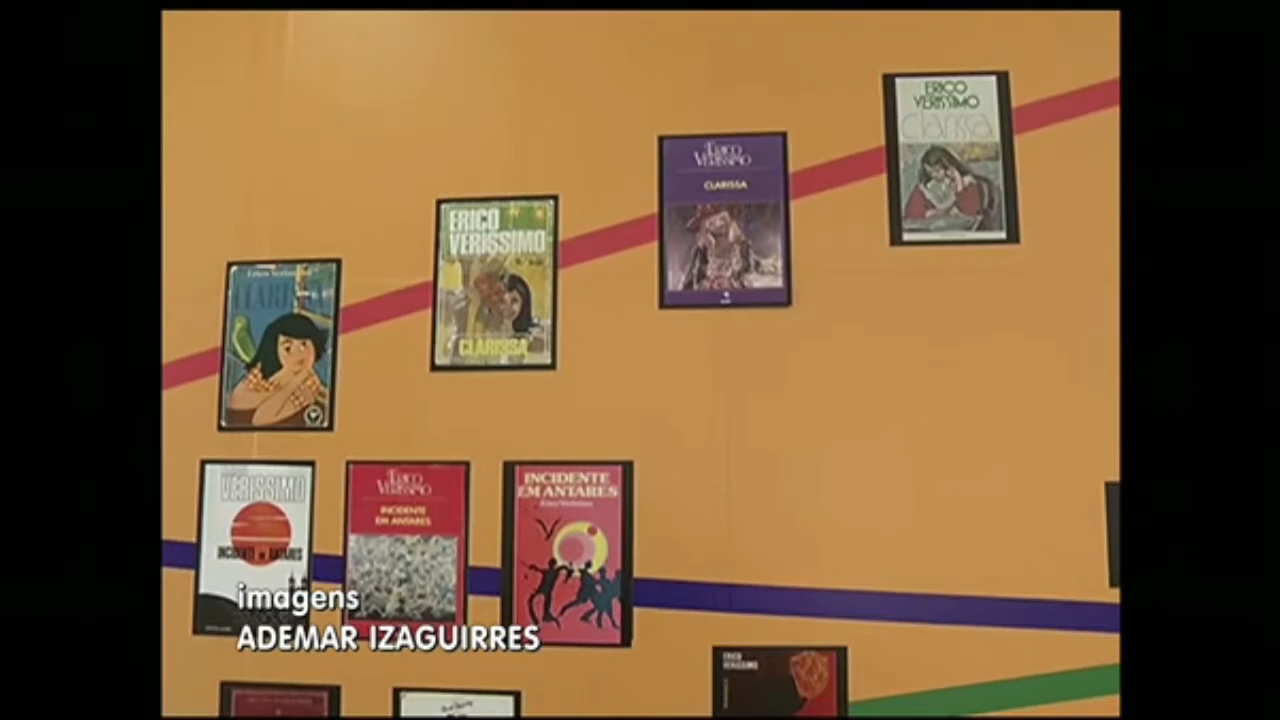 ERICO
VERISSIMO
clarissa
Erico
Verissimo
CLARISSA
ERICO
VERISSIMO
CLARISSA
CLARISSA
VERISSIMO
INCIDENTE EM ANTARES
Erico
Verissimo
INCIDENTE
EM ANTARES
INCIDENTE
EM ANTARES
Erico Verissimo
imagens
ADEMAR IZAGUIRRES
ERICO
VERISSIMO